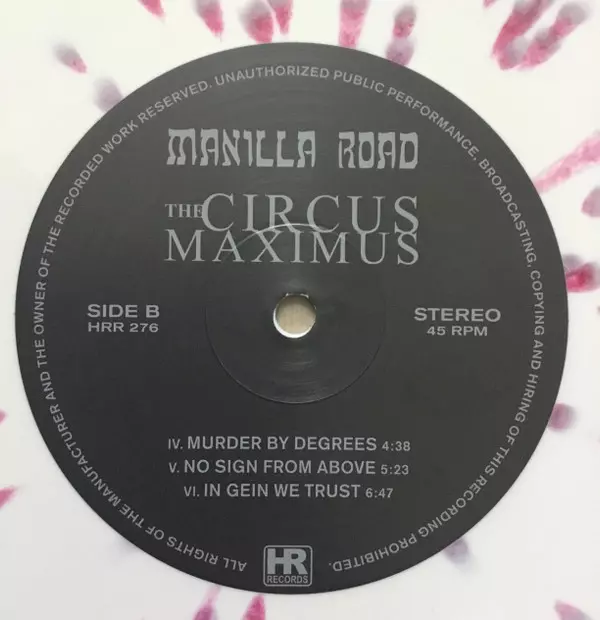 MANILLA ROAD
THE CIRCUS
MAXIMUS
SIDE B
HRR 276
STEREO
45 RPM
IV. MURDER BY DEGREES 4:38
V. NO SIGN FROM ABOVE 5:23
VI. IN GEIN WE TRUST 6:47
HR
RECORDS
ALL RIGHTS OF THE MANUFACTURER AND THE OWNER OF THE RECORDED WORK RESERVED. UNAUTHORIZED PUBLIC PERFORMANCE, BROADCASTING, COPYING AND HIRING OF THIS RECORDING PROHIBITED.